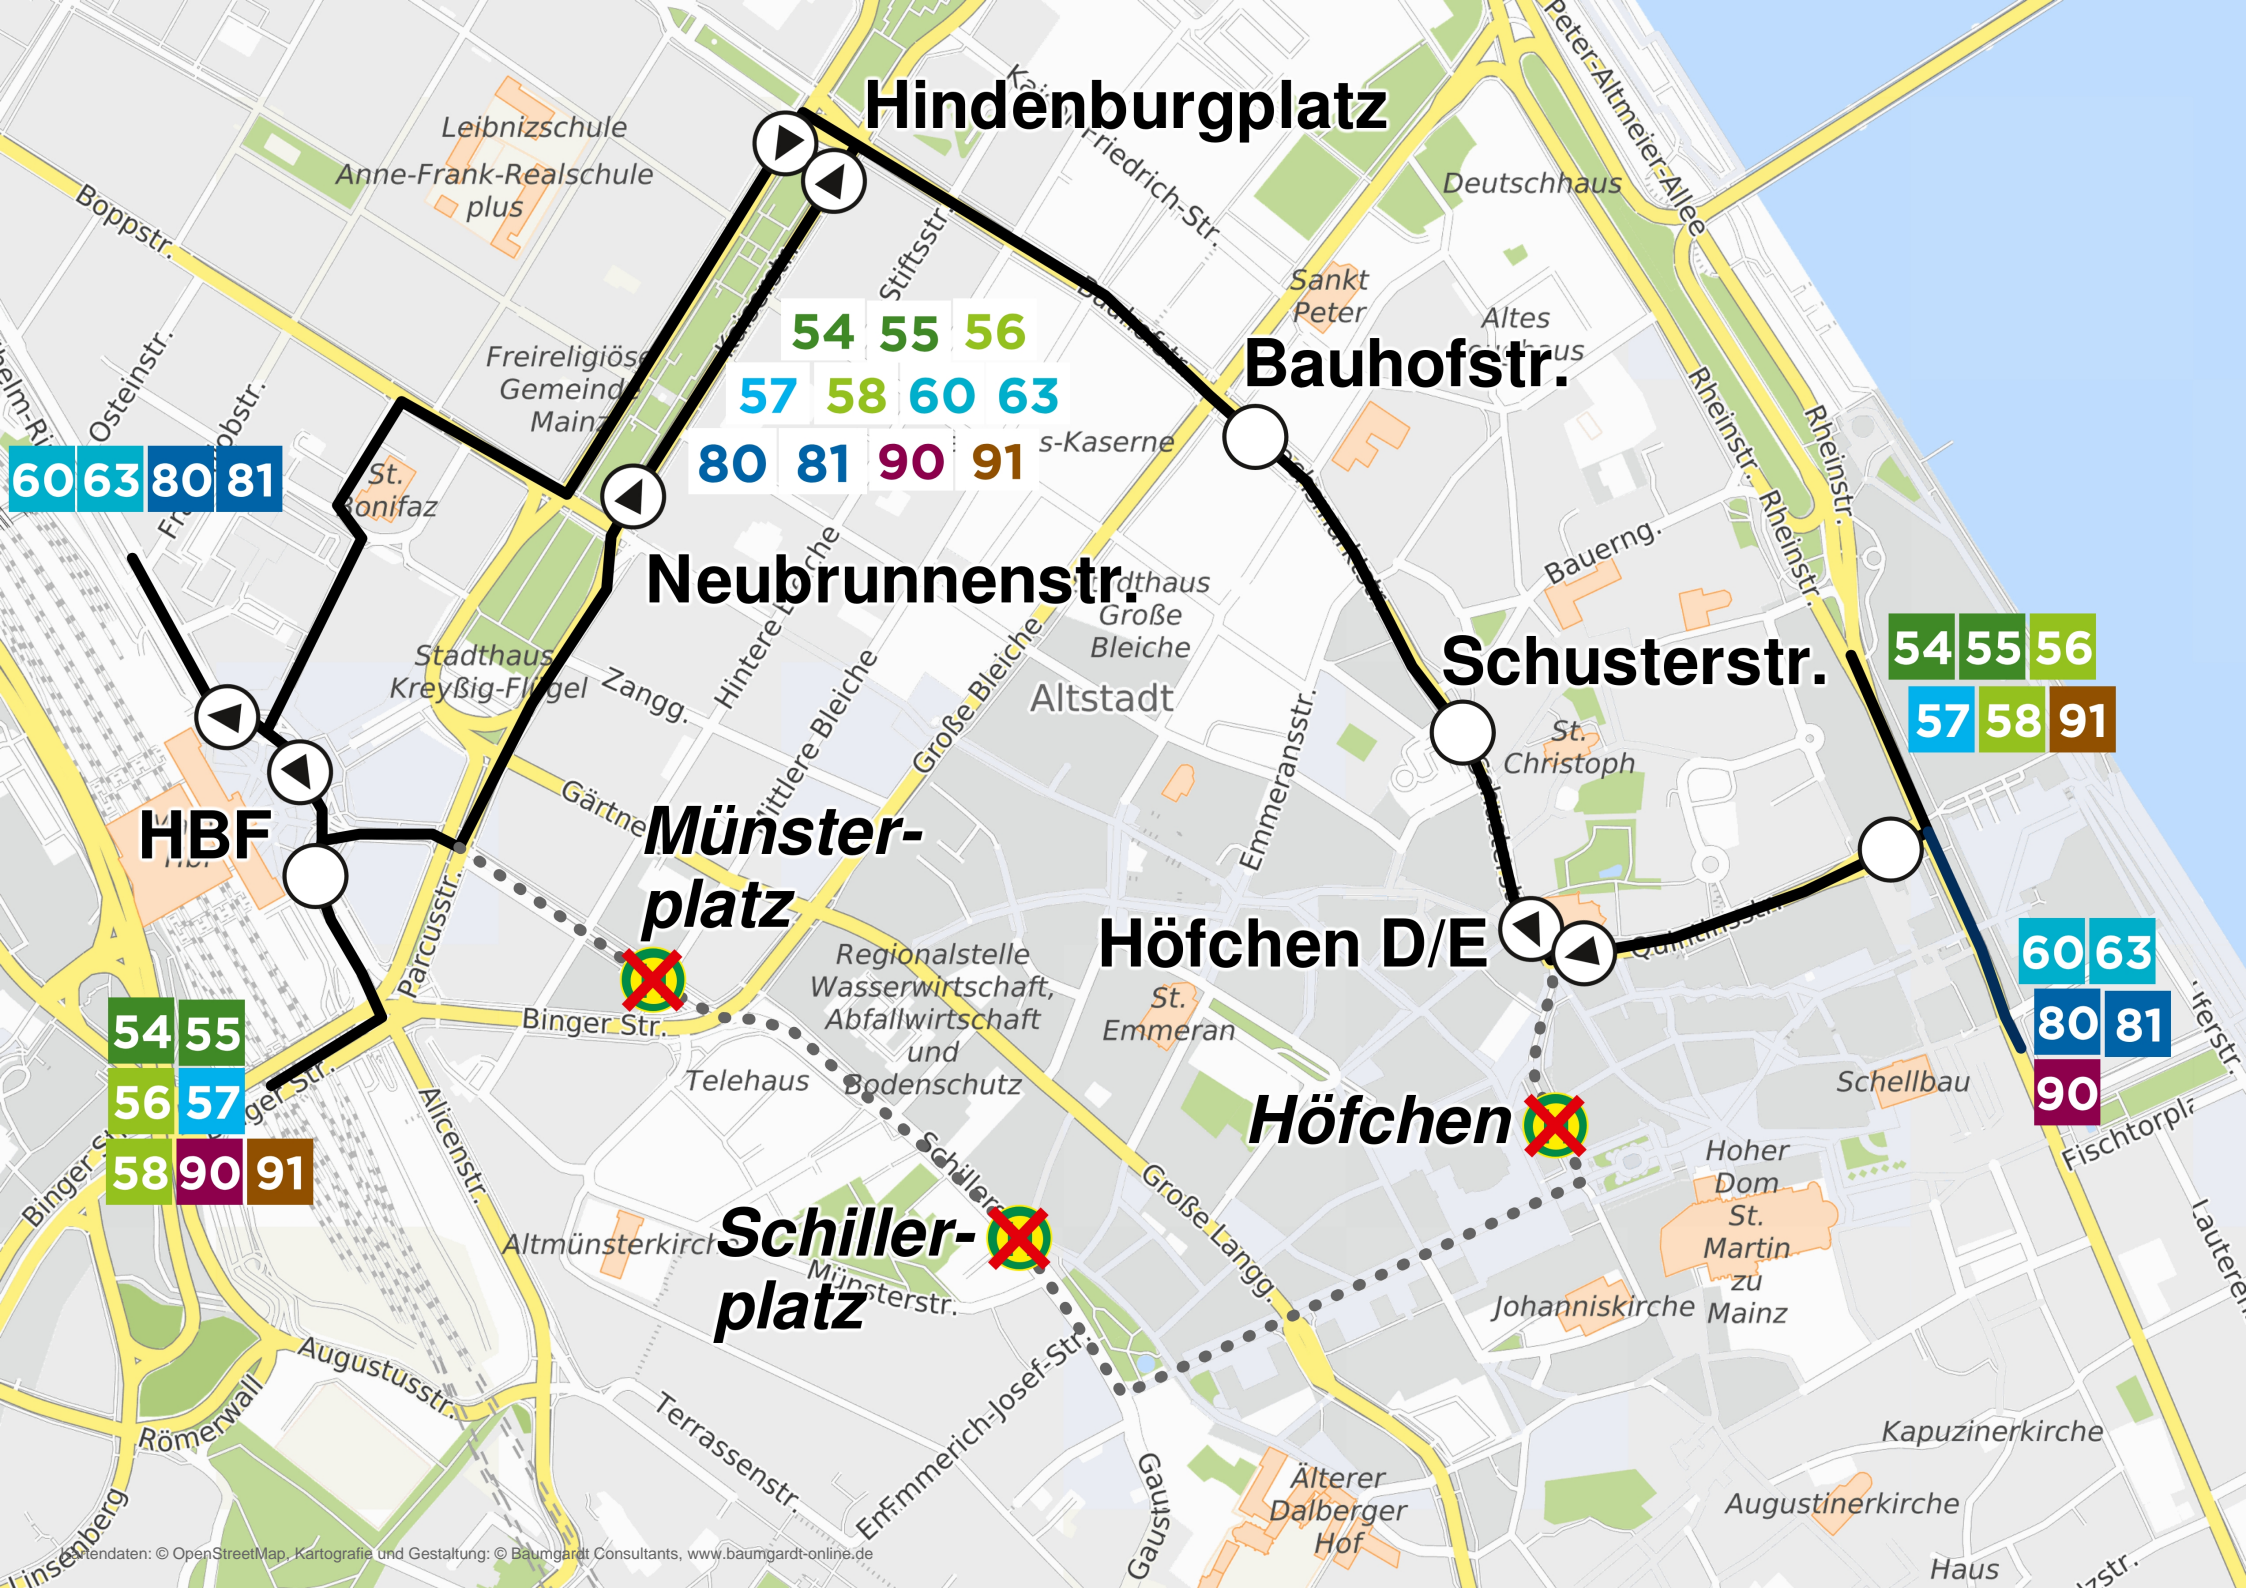 Hindenburgplatz
Leibnizschule
Anne-Frank-Realschule
plus
Boppstr.
Peter-Altmeier-Allee
Deutschhaus
Stiftsstr.
Sankt
Peter
Altes
Bauhofstr.
Osteinstr.
Freireligiöse
Gemeinde
Mainz
54 55 56
57 58 60 63
80 81 90 91
s-Kaserne
60 63 80 81
St.
Bonifaz
Rheinstr.
Rheinstr.
Rheinstr.
Bauerng.
Neubrunnenstr.
Stadthaus
Große
Bleiche
Stadthaus
Kreyßig-Flügel
Zangg.
Hintere Bleiche
Mittlere Bleiche
Große Bleiche
Altstadt
Emmeransstr.
Schusterstr.
St.
Christoph
54 55 56
57 58 91
HBF
Münster-
platz
Parcusstr.
Binger Str.
Regionalstelle
Wasserwirtschaft,
Abfallwirtschaft
und
Bodenschutz
Telehaus
Höfchen D/E
Quintinsstr.
St.
Emmeran
60 63
80 81
90
54 55
56 57
58 90 91
Alicenstr.
Höfchen
Schellbau
Fischtorpla
Hoher
Dom
St.
Martin
zu
Mainz
Altmünsterkirche
Schiller-
platz
Münsterstr.
Große Langg.
Johanniskirche
Emmerich-Josef-Str.
Augustusstr.
Römerwall
Terrassenstr.
Gaustr.
Älterer
Dalberger
Hof
Kapuzinerkirche
Augustinerkirche
Haus
Linsenberg
Kartendaten: © OpenStreetMap, Kartografie und Gestaltung: © Baumgardt Consultants, www.baumgardt-online.de